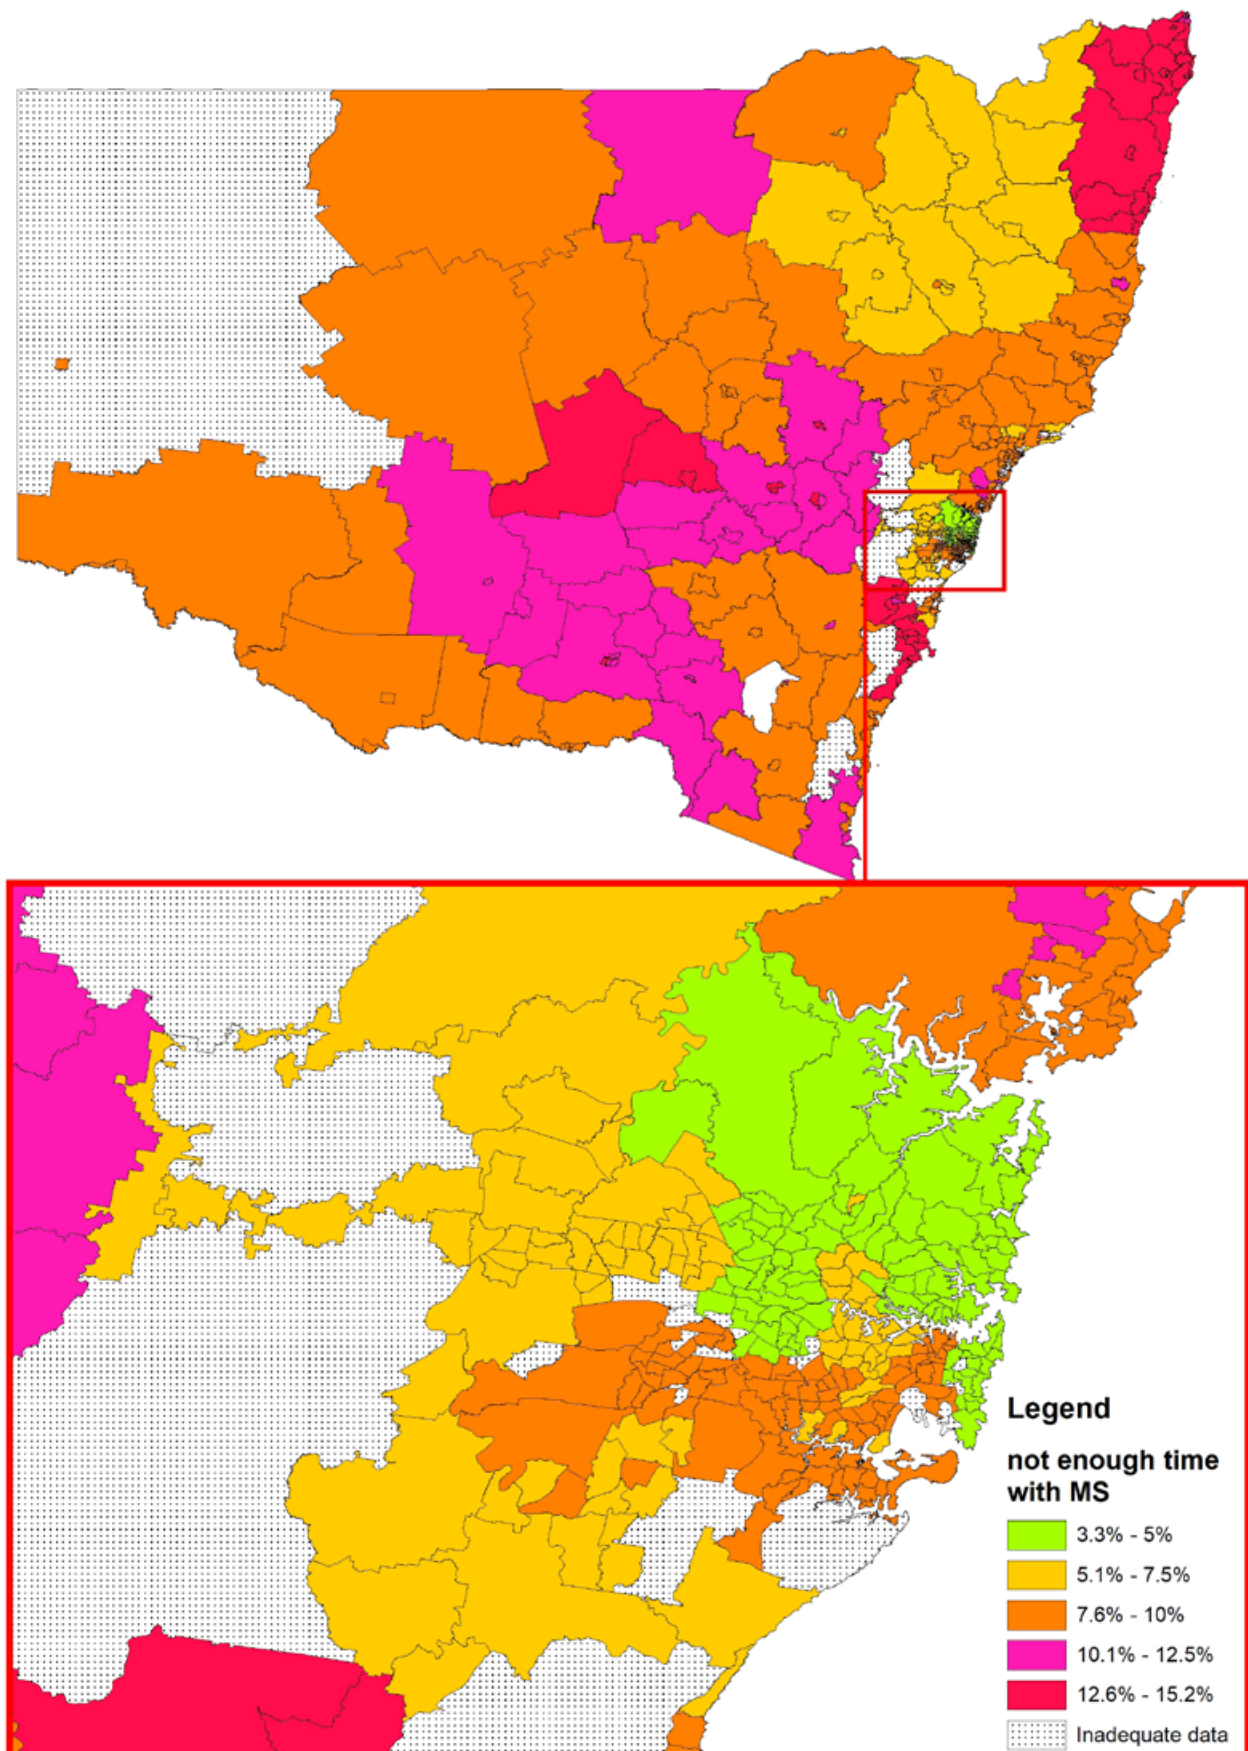 Legend
not enough time
with MS
3.3% - 5%
5.1% - 7.5%
7.6% - 10%
10.1% - 12.5%
12.6% - 15.2%
Inadequate data